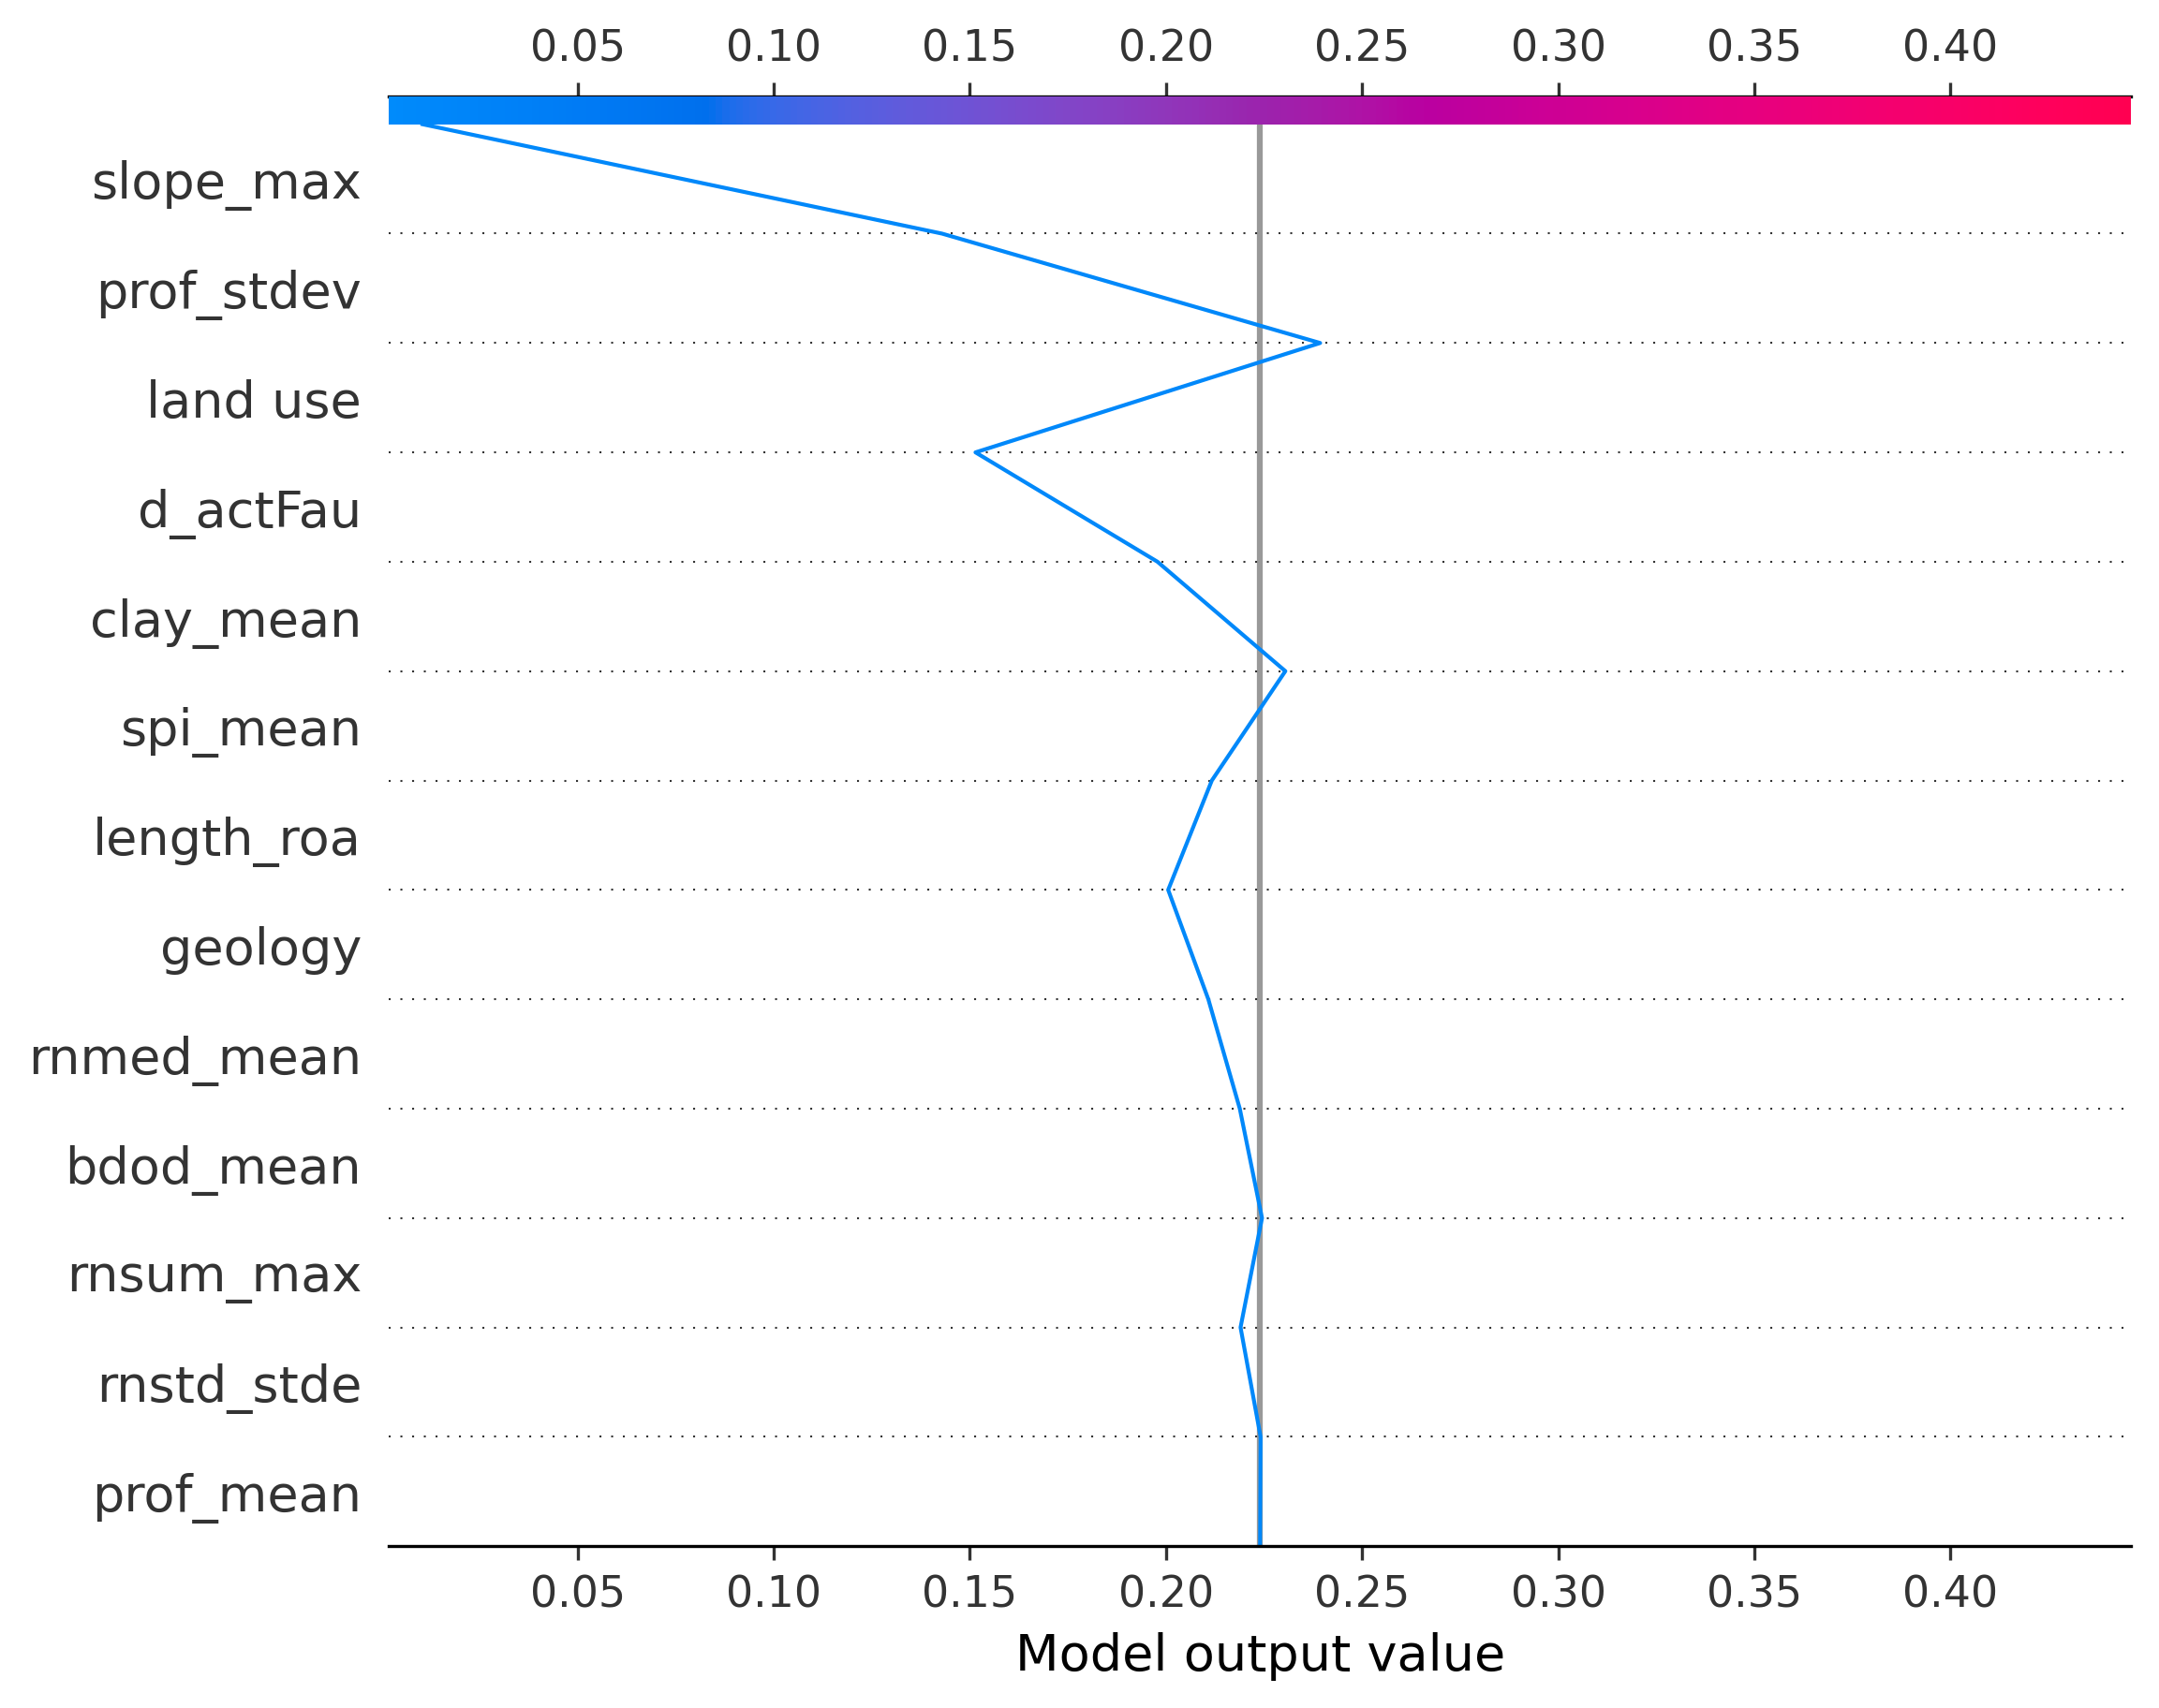 0.05 0.10 0.15 0.20 0.25 0.30 0.35 0.40
slope_max
prof_stdev
land use
d_actFau
clay_mean
spi_mean
length_roa
geology
rnmed_mean
bdod_mean
rnsum_max
rnstd_stde
prof_mean
0.05 0.10 0.15 0.20 0.25 0.30 0.35 0.40
Model output value